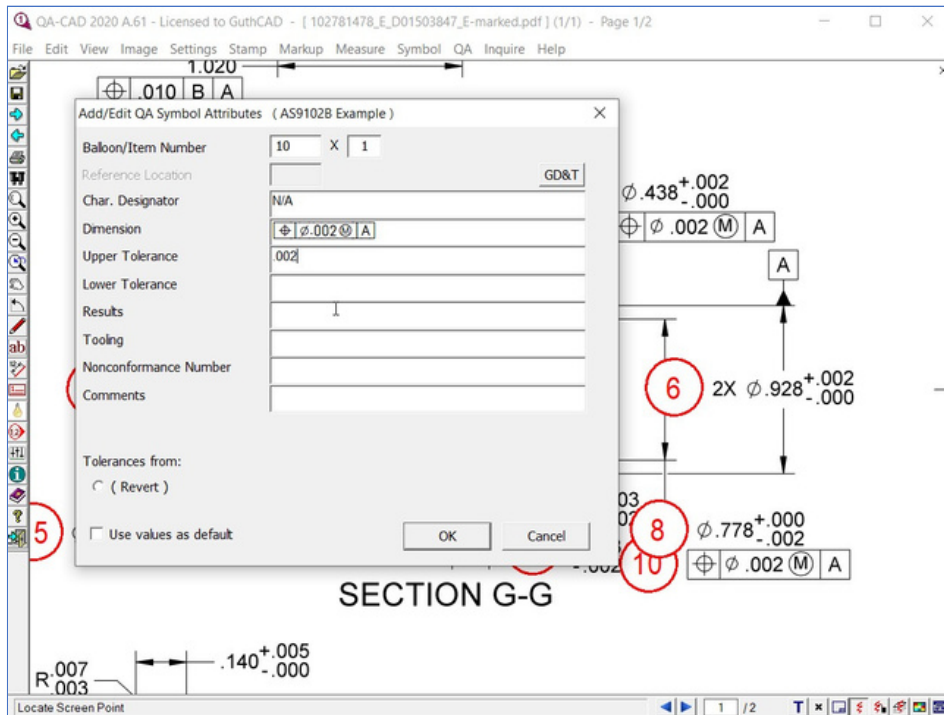 QA-CAD 2020 A.61 - Licensed to GuthCAD - [ 102781478_E_D01503847_E-marked.pdf ] (1/1) - Page 1/2
File Edit View Image Settings Stamp Markup Measure Symbol QA Inquire Help
1.020
⌖ .010 B A
Add/Edit QA Symbol Attributes ( AS9102B Example )
Balloon/Item Number 10 X 1
Reference Location GD&T
Char. Designator N/A
Dimension ⌖ Ø.002 Ⓜ A
Upper Tolerance .002
Lower Tolerance
Results
Tooling
Nonconformance Number
Comments
Tolerances from:
( Revert )
Use values as default OK Cancel
Ø.438 +.002 -.000
⌖ Ø .002 Ⓜ A
A
6 2X Ø.928 +.002 -.000
5
8 Ø.778 +.000 -.002
10 ⌖ Ø .002 Ⓜ A
-.002
SECTION G-G
.140 +.005 -.000
R .007 .003
Locate Screen Point 1 /2